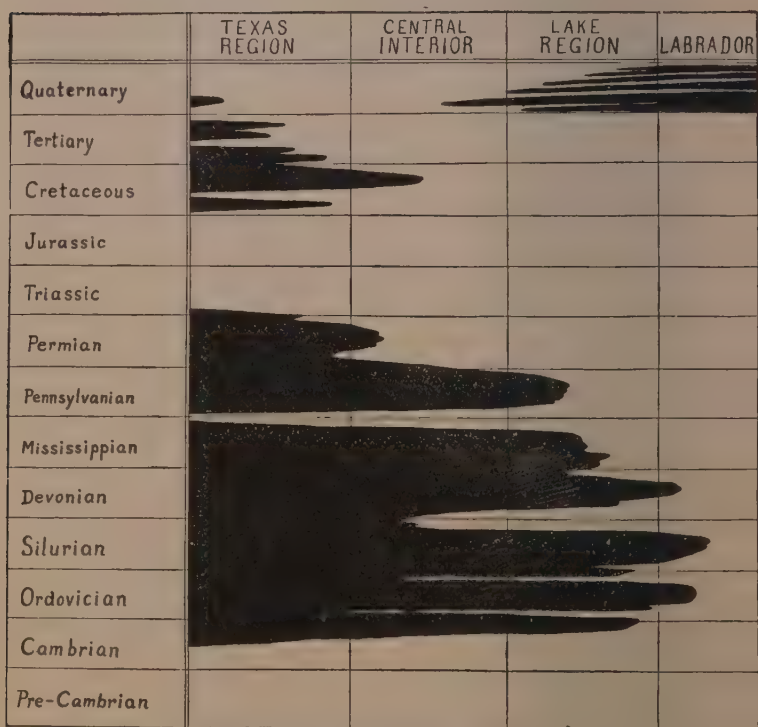 TEXAS
REGION
CENTRAL
INTERIOR
LAKE
REGION
LABRADOR
Quaternary
Tertiary
Cretaceous
Jurassic
Triassic
Permian
Pennsylvanian
Mississippian
Devonian
Silurian
Ordovician
Cambrian
Pre-Cambrian